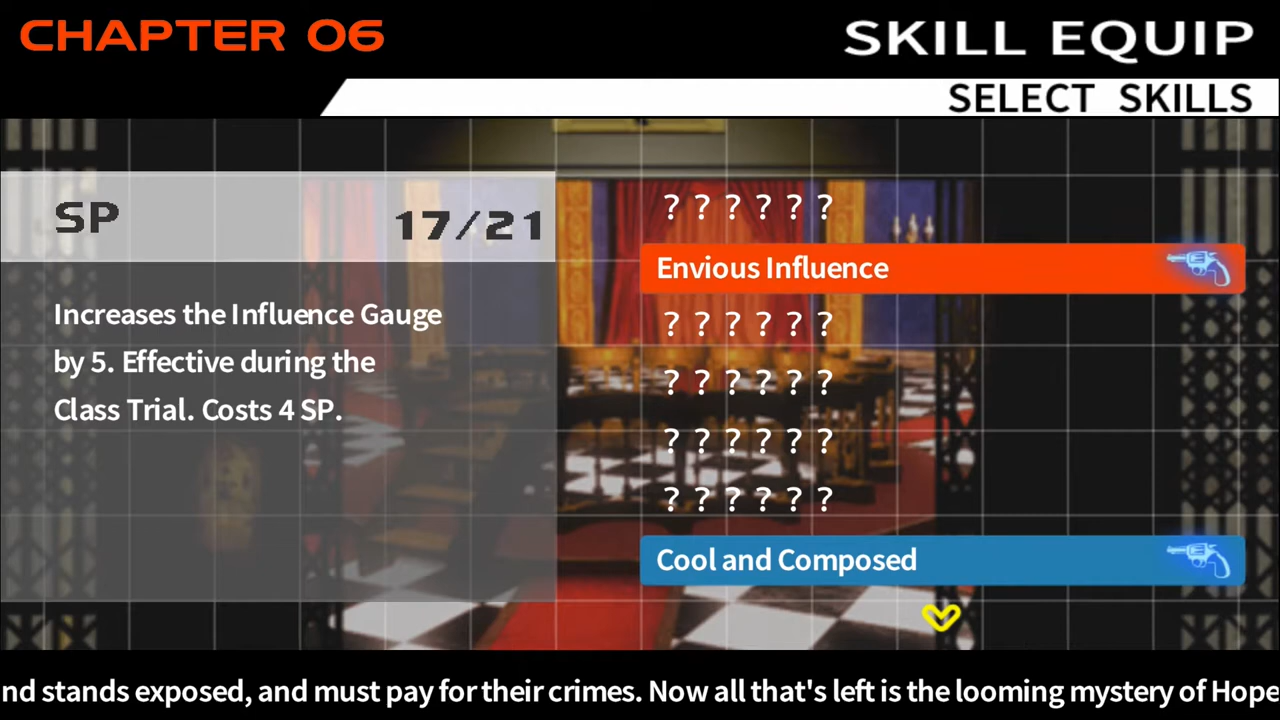 CHAPTER 06
SKILL EQUIP
SELECT SKILLS
SP 17/21
Increases the Influence Gauge
by 5. Effective during the
Class Trial. Costs 4 SP.
? ? ? ? ? ?
Envious Influence
? ? ? ? ? ?
? ? ? ? ? ?
? ? ? ? ? ?
? ? ? ? ? ?
Cool and Composed
nd stands exposed, and must pay for their crimes. Now all that's left is the looming mystery of Hope